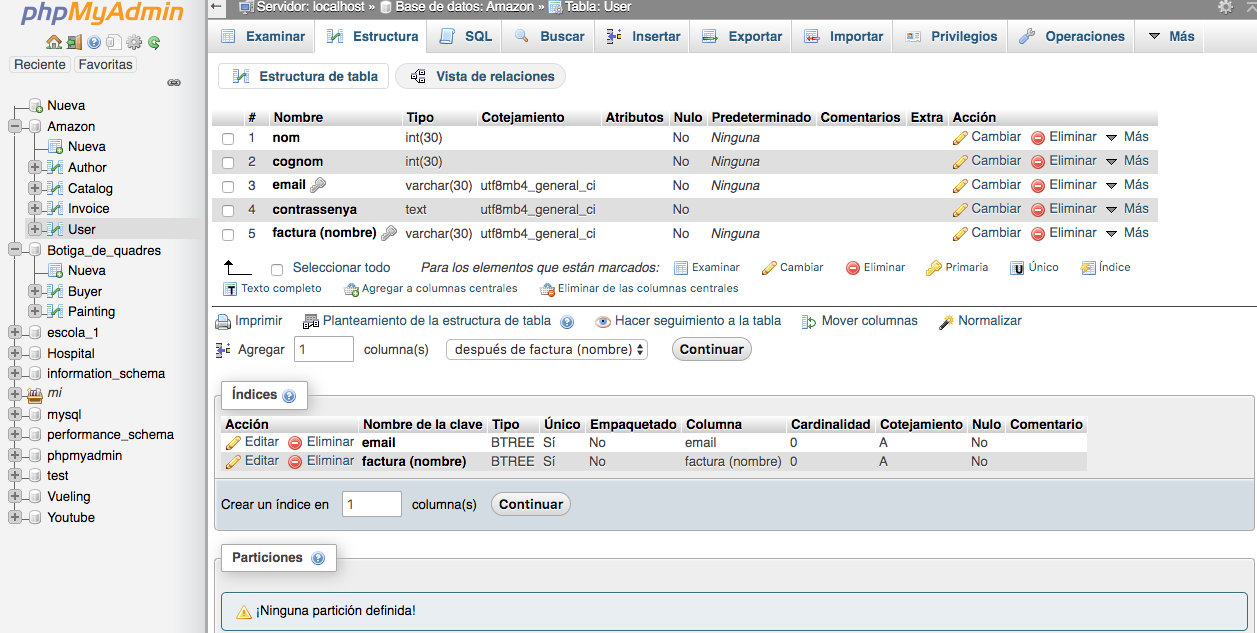 phpMyAdmin
Reciente Favoritas
Nueva
Amazon
Nueva
Author
Catalog
Invoice
User
Botiga_de_quadres
Nueva
Buyer
Painting
escola_1
Hospital
information_schema
mi
mysql
performance_schema
phpmyadmin
test
Vueling
Youtube
Servidor: localhost » Base de datos: Amazon » Tabla: User
Examinar Estructura SQL Buscar Insertar Exportar Importar Privilegios Operaciones Más
Estructura de tabla Vista de relaciones
# Nombre Tipo Cotejamiento Atributos Nulo Predeterminado Comentarios Extra Acción
1 nom int(30) No Ninguna Cambiar Eliminar Más
2 cognom int(30) No Ninguna Cambiar Eliminar Más
3 email varchar(30) utf8mb4_general_ci No Ninguna Cambiar Eliminar Más
4 contrassenya text utf8mb4_general_ci No Cambiar Eliminar Más
5 factura (nombre) varchar(30) utf8mb4_general_ci No Ninguna Cambiar Eliminar Más
Seleccionar todo Para los elementos que están marcados: Examinar Cambiar Eliminar Primaria Único Índice
Texto completo Agregar a columnas centrales Eliminar de las columnas centrales
Imprimir Planteamiento de la estructura de tabla Hacer seguimiento a la tabla Mover columnas Normalizar
Agregar 1 columna(s) después de factura (nombre) Continuar
Índices
Acción Nombre de la clave Tipo Único Empaquetado Columna Cardinalidad Cotejamiento Nulo Comentario
Editar Eliminar email BTREE Sí No email 0 A No
Editar Eliminar factura (nombre) BTREE Sí No factura (nombre) 0 A No
Crear un índice en 1 columna(s) Continuar
Particiones
¡Ninguna partición definida!